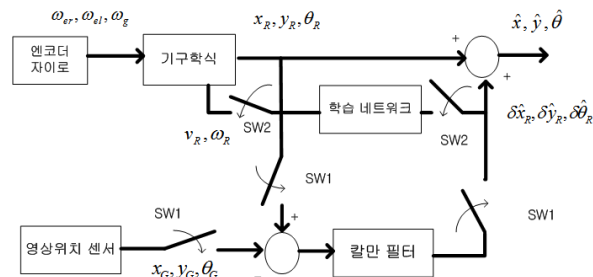 ω_er, ω_el, ω_g
x_R, y_R, θ_R
x̂, ŷ, θ̂
엔코더
자이로
기구학식
+
+
학습 네트워크
SW2
SW2
v_R, ω_R
δx̂_R, δŷ_R, δθ̂_R
SW1
SW1
SW1
+
영상위치 센서
칼만 필터
x_G, y_G, θ_G
−